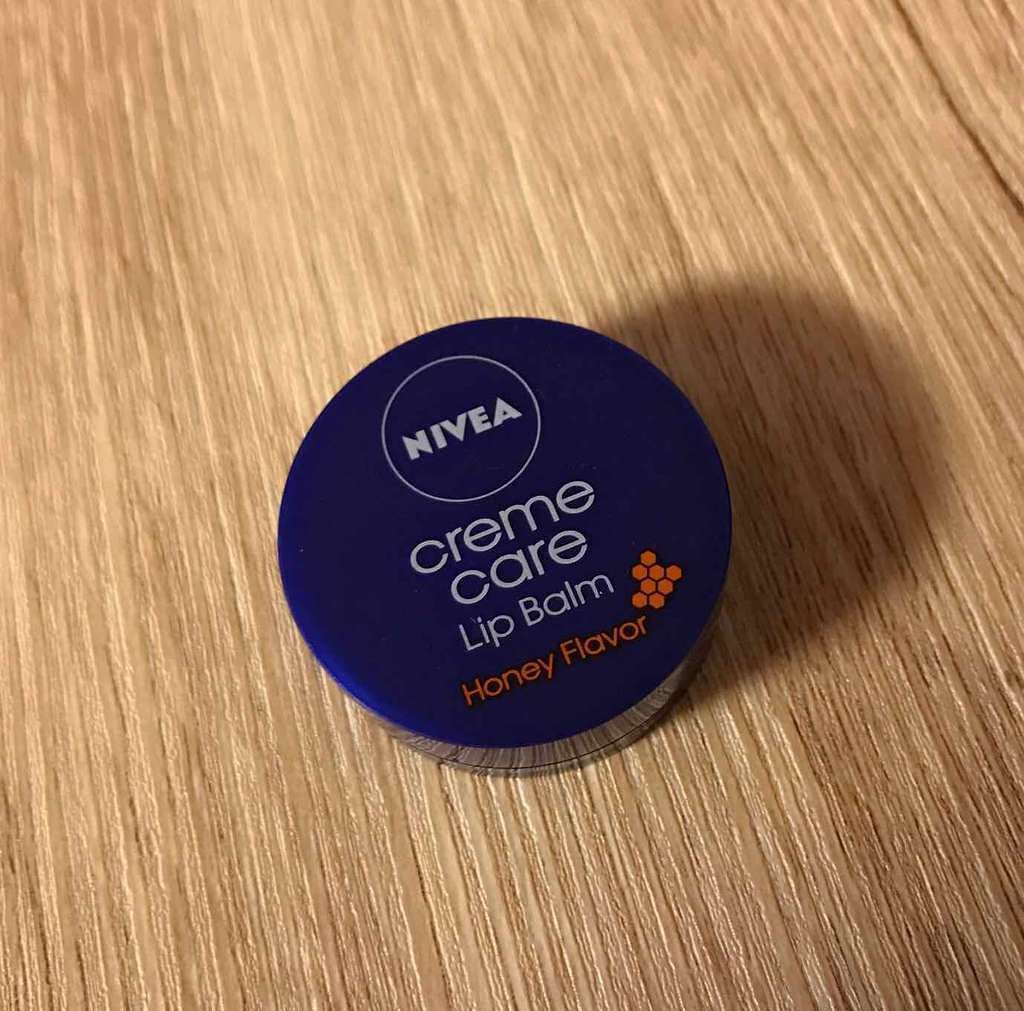 NIVEA
creme
care
Lip Balm
Honey Flavor